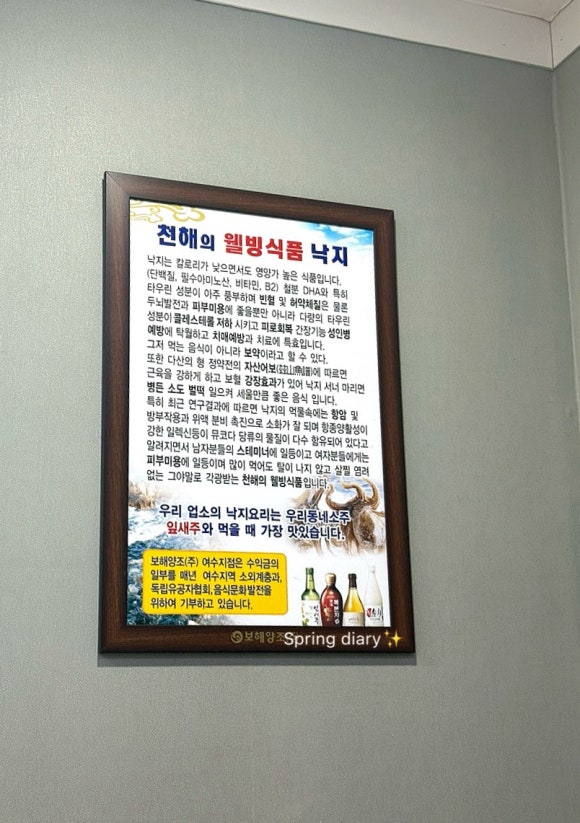 천해의 웰빙식품 낙지
낙지는 칼로리가 낮으면서도 영양가 높은 식품입니다.
(단백질, 필수아미노산, 비타민, B2) 철분 DHA와 특히
타우린 성분이 아주 풍부하며 빈혈 및 허약체질은 물론
두뇌발전과 피부미용에 좋을뿐만 아니라 다량의 타우린
성분이 콜레스테롤 저하 시키고 피로회복 간장기능 성인병
예방에 탁월하고 치매예방과 치료에 특효입니다.
그저 먹는 음식이 아니라 보약이라고 할 수 있다.
또한 다산의 형 정약전의 자산어보(玆山魚譜)에 따르면
근육을 강하게 하고 보혈 강장효과가 있어 낙지 서너 마리면
병든 소도 벌떡 일으켜 세울만큼 좋은 음식 입니다.
특히 최근 연구결과에 따르면 낙지의 먹물속에는 항암 및
방부작용과 위액 분비 촉진으로 소화가 잘 되며 항종양활성이
강한 일렉신등이 뮤코다 당류의 물질이 다수 함유되어 있다고
알려지면서 남자분들의 스테미너에 일등이고 여자분들에게는
피부미용에 일등이며 많이 먹어도 탈이 나지 않고 살찔 염려
없는 그야말로 각광받는 천해의 웰빙식품입니다.
우리 업소의 낙지요리는 우리동네소주
잎새주와 먹을 때 가장 맛있습니다.
보해양조(주) 여수지점은 수익금의
일부를 매년 여수지역 소외계층과,
독립유공자협회, 음식문화발전을
위하여 기부하고 있습니다.
보해양조
Spring diary✨